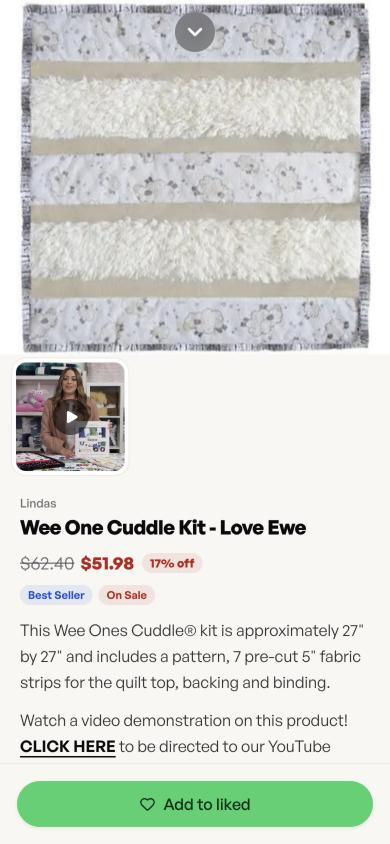 Lindas
Wee One Cuddle Kit - Love Ewe
$62.40 $51.98 17% off
Best Seller On Sale
This Wee Ones Cuddle® kit is approximately 27"
by 27" and includes a pattern, 7 pre-cut 5" fabric
strips for the quilt top, backing and binding.
Watch a video demonstration on this product!
CLICK HERE to be directed to our YouTube
Add to liked